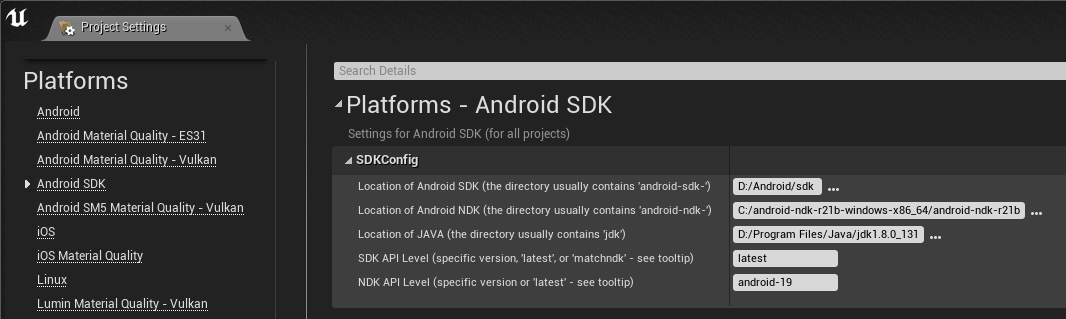 Project Settings
Platforms
Android
Android Material Quality - ES31
Android Material Quality - Vulkan
Android SDK
Android SM5 Material Quality - Vulkan
iOS
iOS Material Quality
Linux
Lumin Material Quality - Vulkan
Search Details
Platforms - Android SDK
Settings for Android SDK (for all projects)
SDKConfig
Location of Android SDK (the directory usually contains 'android-sdk-') D:/Android/sdk ...
Location of Android NDK (the directory usually contains 'android-ndk-') C:/android-ndk-r21b-windows-x86_64/android-ndk-r21b ...
Location of JAVA (the directory usually contains 'jdk') D:/Program Files/Java/jdk1.8.0_131 ...
SDK API Level (specific version, 'latest', or 'matchndk' - see tooltip) latest
NDK API Level (specific version or 'latest' - see tooltip) android-19